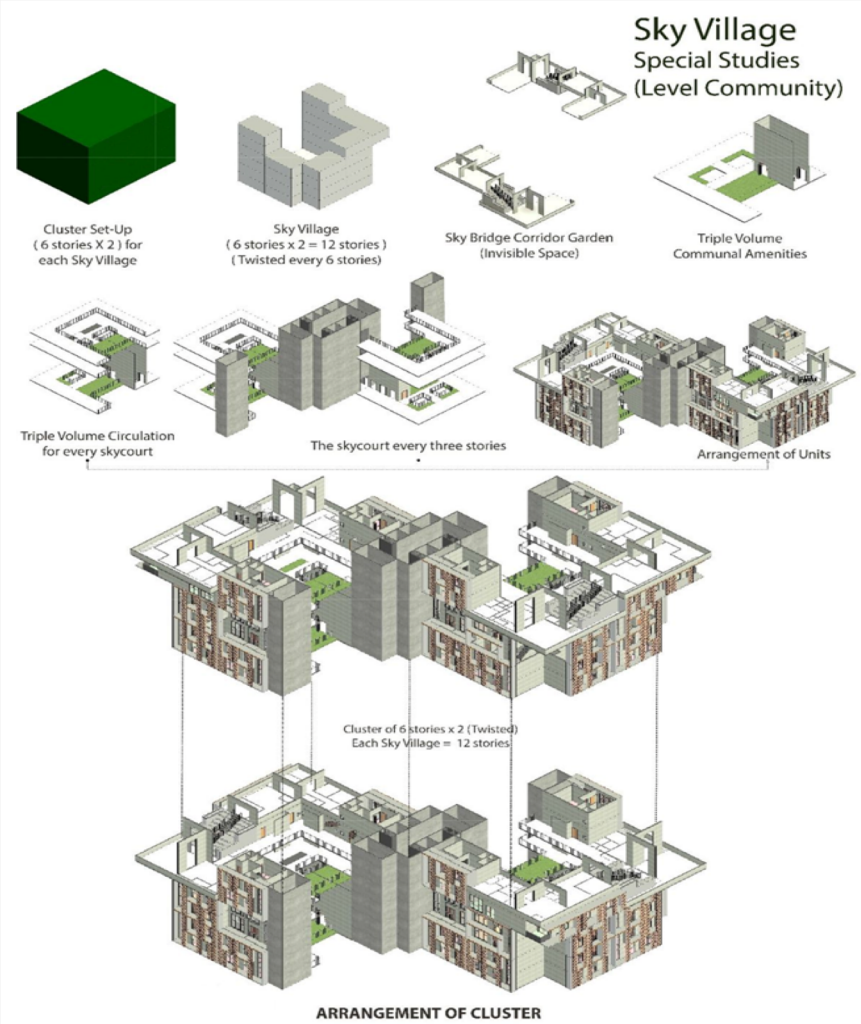 Sky Village
Special Studies
(Level Community)
Cluster Set-Up
( 6 stories X 2 ) for
each Sky Village
Sky Village
( 6 stories x 2 = 12 stories )
( Twisted every 6 stories)
Sky Bridge Corridor Garden
(Invisible Space)
Triple Volume
Communal Amenities
Triple Volume Circulation
for every skycourt
The skycourt every three stories
Arrangement of Units
Cluster of 6 stories x 2 (Twisted)
Each Sky Village = 12 stories
ARRANGEMENT OF CLUSTER